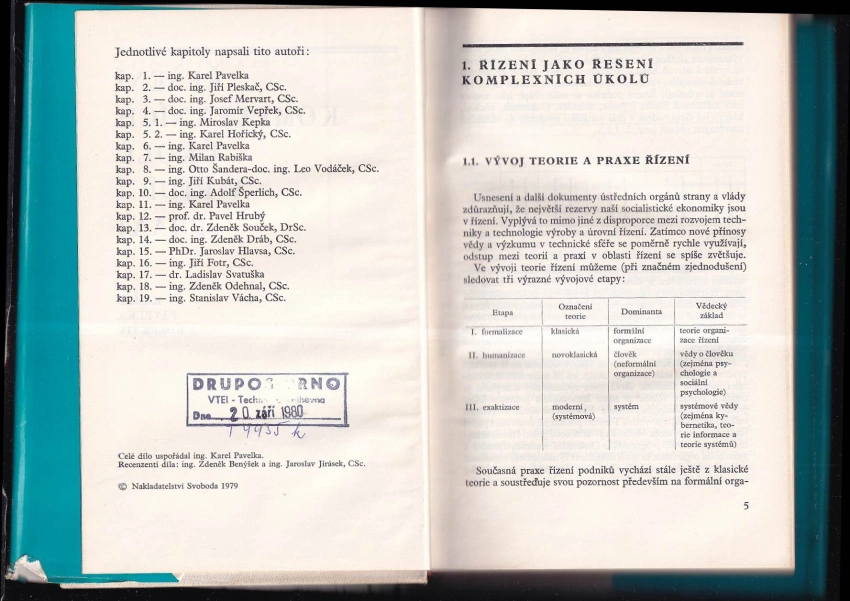 Jednotlivé kapitoly napsali tito autoři:
kap. 1. — ing. Karel Pavelka
kap. 2. — doc. ing. Jiří Pleskač, CSc.
kap. 3. — doc. ing. Josef Mervart, CSc.
kap. 4. — doc. ing. Jaromír Vepřek, CSc.
kap. 5. 1. — ing. Miroslav Kepka
kap. 5. 2. — ing. Karel Hořický, CSc.
kap. 6. — ing. Karel Pavelka
kap. 7. — ing. Milan Rabiška
kap. 8. — ing. Otto Šandera-doc. ing. Leo Vodáček, CSc.
kap. 9. — ing. Jiří Kubát, CSc.
kap. 10. — doc. ing. Adolf Šperlich, CSc.
kap. 11. — ing. Karel Pavelka
kap. 12. — prof. dr. Pavel Hrubý
kap. 13. — doc. dr. Zdeněk Souček, DrSc.
kap. 14. — doc. ing. Zdeněk Dráb, CSc.
kap. 15. — PhDr. Jaroslav Hlavsa, CSc.
kap. 16. — ing. Jiří Fotr, CSc.
kap. 17. — dr. Ladislav Svatuška
kap. 18. — ing. Zdeněk Odehnal, CSc.
kap. 19. — ing. Stanislav Vácha, CSc.
DRUPOS BRNO
VTEI - Techn
Dne 20 září 1980
Celé dílo uspořádal ing. Karel Pavelka.
Recenzenti díla: ing. Zdeněk Benýšek a ing. Jaroslav Jirásek, CSc.
© Nakladatelství Svoboda 1979
1. ŘÍZENÍ JAKO ŘEŠENÍ
KOMPLEXNÍCH ÚKOLŮ
1.1. VÝVOJ TEORIE A PRAXE ŘÍZENÍ
Usnesení a další dokumenty ústředních orgánů strany a vlády
zdůrazňují, že největší rezervy naší socialistické ekonomiky jsou
v řízení. Vyplývá to mimo jiné z disproporce mezi rozvojem tech-
niky a technologie výroby a úrovní řízení. Zatímco nové přínosy
vědy a výzkumu v technické sféře se poměrně rychle využívají,
odstup mezi teorií a praxí v oblasti řízení se spíše zvětšuje.
Ve vývoji teorie řízení můžeme (při značném zjednodušení)
sledovat tři výrazné vývojové etapy:
Etapa Označení teorie Dominanta Vědecký základ
I. formalizace klasická formální teorie organi-
organizace zace řízení
II. humanizace novoklasická člověk vědy o člověku
(neformální (zejména psy-
organizace) chologie a
sociální
psychologie)
III. exaktizace moderní, systém systémové vědy
(systémová) (zejména ky-
bernetika, teo-
rie informace a
teorie systémů)
Současná praxe řízení podniků vychází stále ještě z klasické
teorie a soustřeďuje svou pozornost především na formální orga-
5